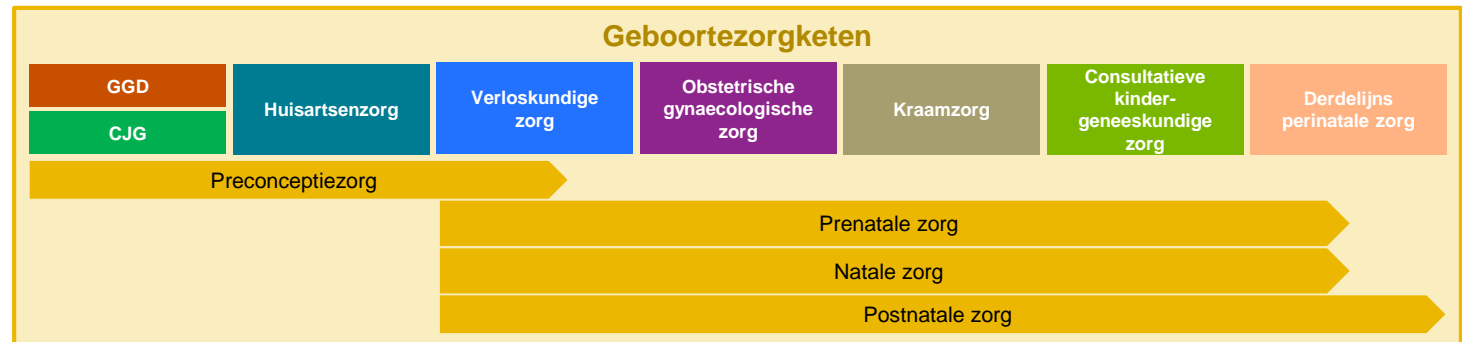 Geboortezorgketen
GGD
CJG
Huisartsenzorg
Verloskundige
zorg
Obstetrische
gynaecologische
zorg
Kraamzorg
Consultatieve
kinder-
geneeskundige
zorg
Derdelijns
perinatale zorg
Preconceptiezorg
Prenatale zorg
Natale zorg
Postnatale zorg